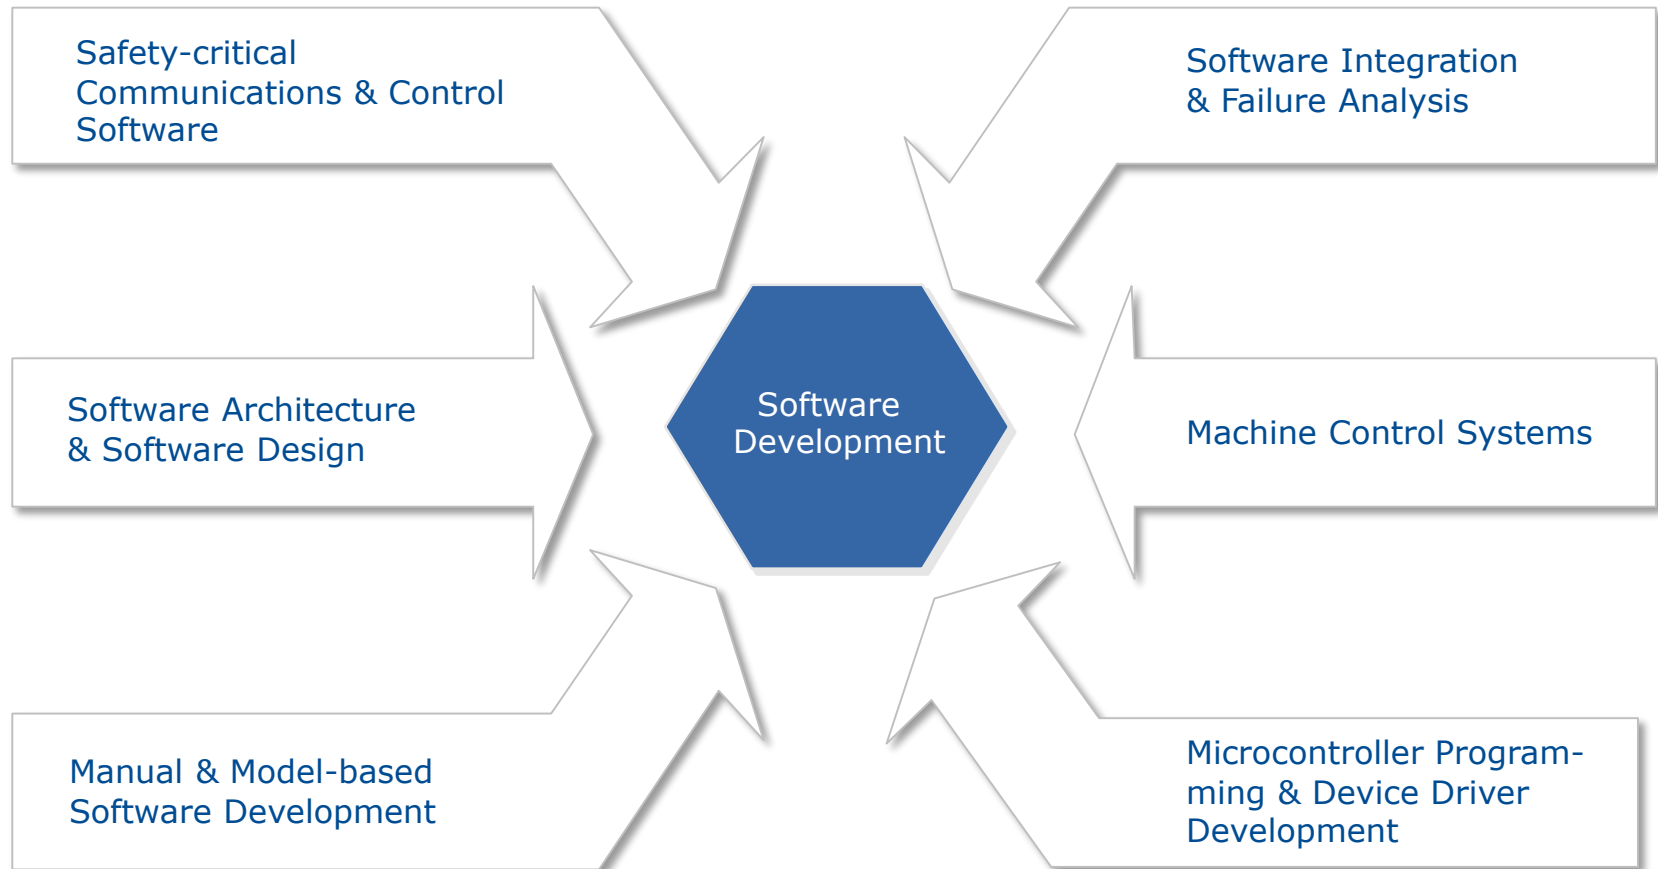 Safety-critical
Communications & Control
Software
Software Integration
& Failure Analysis
Software Architecture
& Software Design
Software
Development
Machine Control Systems
Manual & Model-based
Software Development
Microcontroller Program-
ming & Device Driver
Development